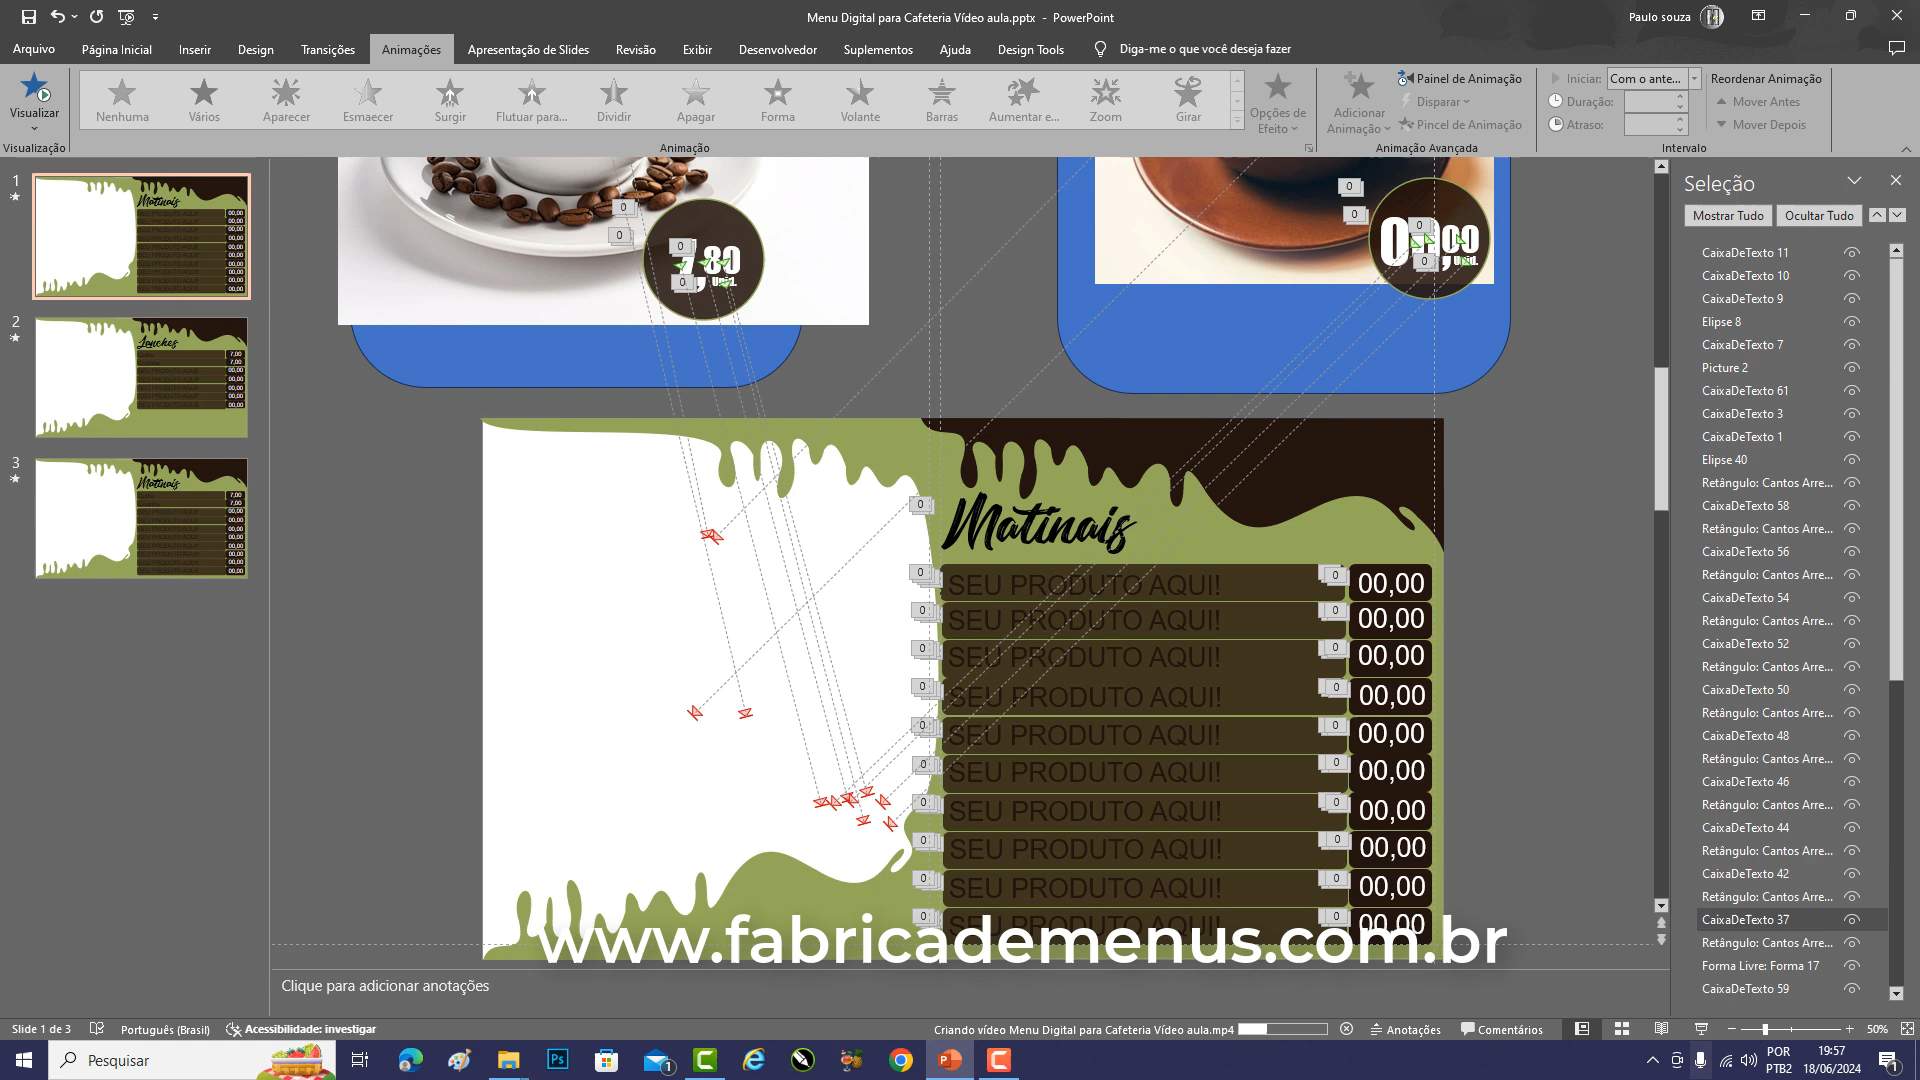 Menu Digital para Cafeteria Vídeo aula.pptx - PowerPoint
Paulo souza
Arquivo
Página Inicial
Inserir
Design
Transições
Animações
Apresentação de Slides
Revisão
Exibir
Desenvolvedor
Suplementos
Ajuda
Design Tools
Diga-me o que você deseja fazer
Visualizar
Nenhuma
Vários
Aparecer
Esmaecer
Surgir
Flutuar para...
Dividir
Apagar
Forma
Volante
Barras
Aumentar e...
Zoom
Girar
Opções de
Efeito
Adicionar
Animação
Painel de Animação
Disparar
Pincel de Animação
Iniciar: Com o ante...
Duração:
Atraso:
Reordenar Animação
Mover Antes
Mover Depois
Visualização
Animação
Animação Avançada
Intervalo
1
2
3
Matinais
SEU PRODUTO AQUI! 00,00
SEU PRODUTO AQUI! 00,00
SEU PRODUTO AQUI! 00,00
SEU PRODUTO AQUI! 00,00
SEU PRODUTO AQUI! 00,00
SEU PRODUTO AQUI! 00,00
SEU PRODUTO AQUI! 00,00
SEU PRODUTO AQUI! 00,00
SEU PRODUTO AQUI! 00,00
SEU PRODUTO AQUI! 00,00
www.fabricademenus.com.br
Clique para adicionar anotações
Seleção
Mostrar Tudo
Ocultar Tudo
CaixaDeTexto 11
CaixaDeTexto 10
CaixaDeTexto 9
Elipse 8
CaixaDeTexto 7
Picture 2
CaixaDeTexto 61
CaixaDeTexto 3
CaixaDeTexto 1
Elipse 40
Retângulo: Cantos Arre...
CaixaDeTexto 58
Retângulo: Cantos Arre...
CaixaDeTexto 56
Retângulo: Cantos Arre...
CaixaDeTexto 54
Retângulo: Cantos Arre...
CaixaDeTexto 52
Retângulo: Cantos Arre...
CaixaDeTexto 50
Retângulo: Cantos Arre...
CaixaDeTexto 48
Retângulo: Cantos Arre...
CaixaDeTexto 46
Retângulo: Cantos Arre...
CaixaDeTexto 44
Retângulo: Cantos Arre...
CaixaDeTexto 42
Retângulo: Cantos Arre...
CaixaDeTexto 37
Retângulo: Cantos Arre...
Forma Livre: Forma 17
CaixaDeTexto 59
Slide 1 de 3
Português (Brasil)
Acessibilidade: investigar
Criando vídeo Menu Digital para Cafeteria Vídeo aula.mp4
Anotações
Comentários
50%
Pesquisar
POR
PTB2
19:57
18/06/2024